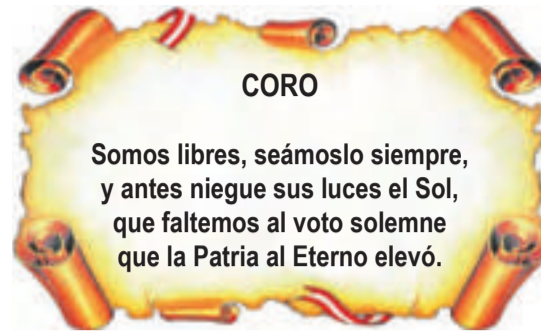 CORO
Somos libres, seámoslo siempre,
y antes niegue sus luces el Sol,
que faltemos al voto solemne
que la Patria al Eterno elevó.